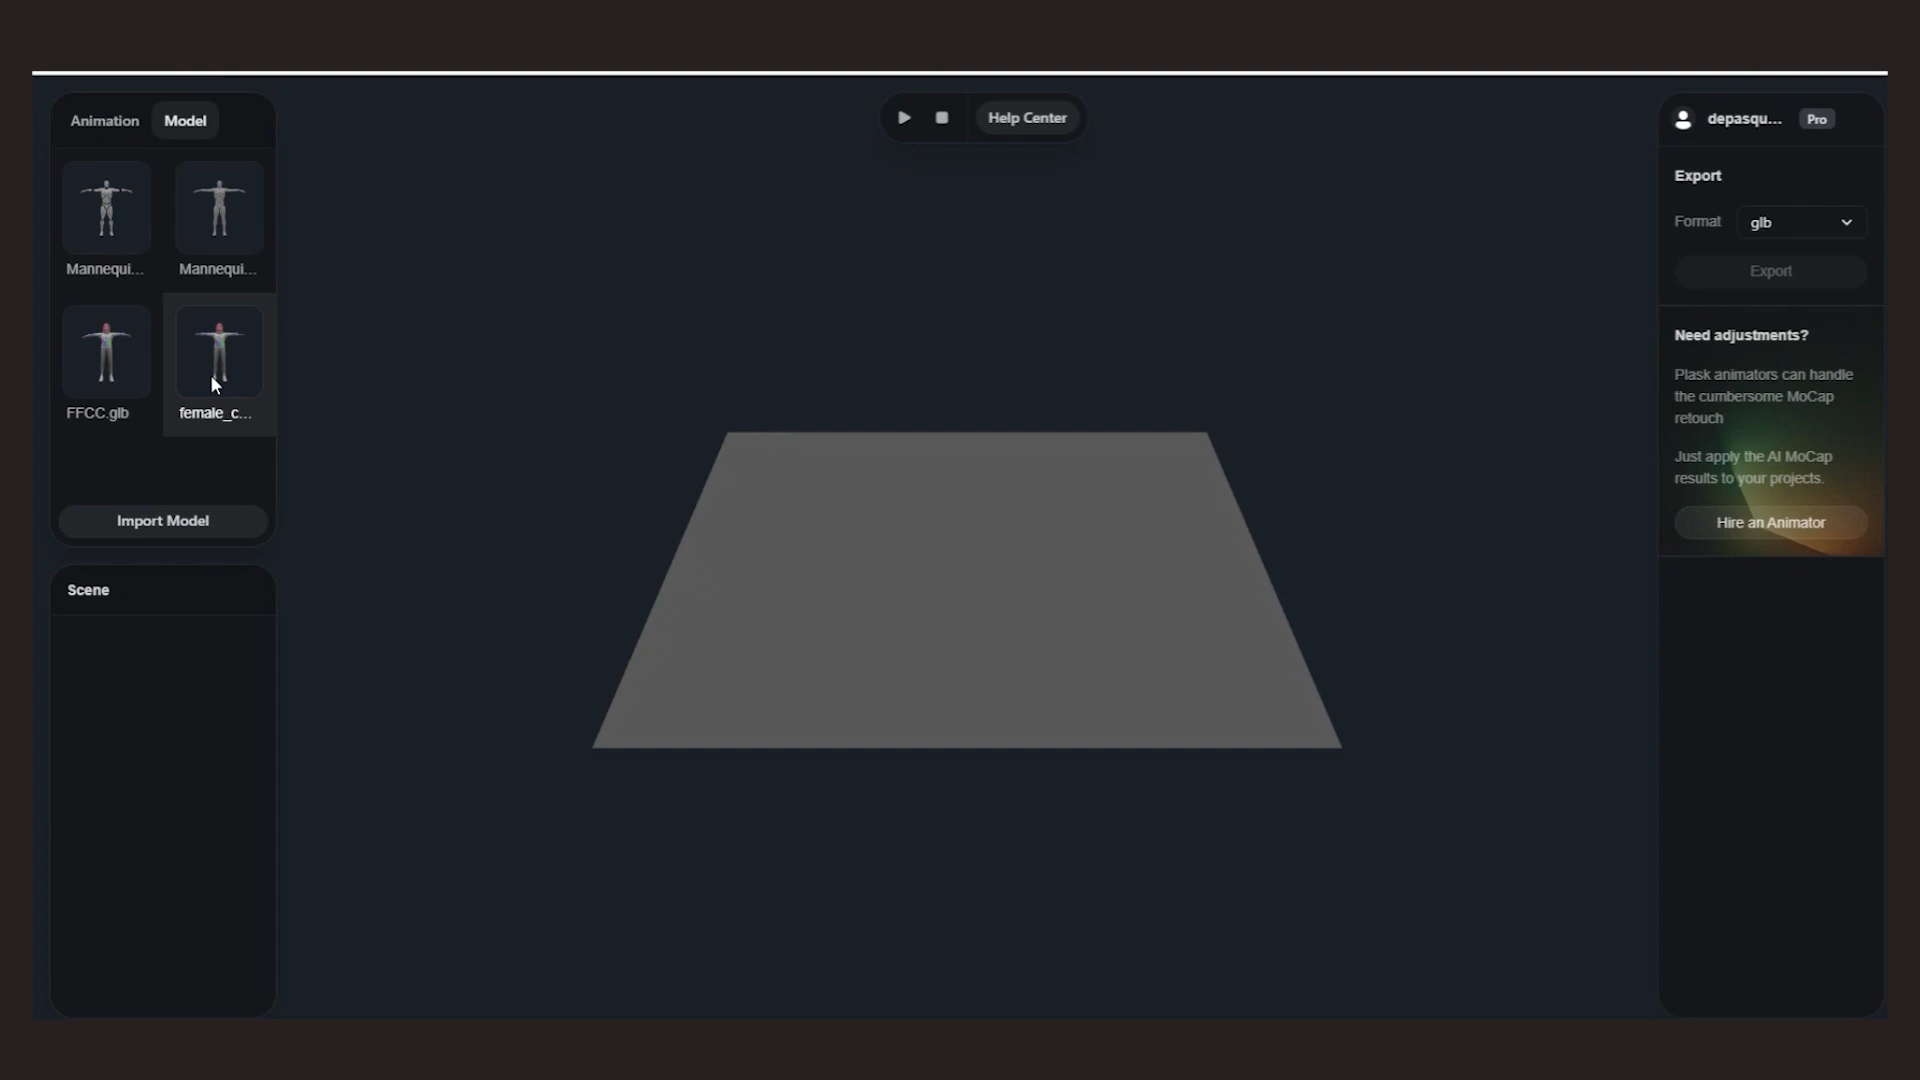 Animation Model
Help Center
depasqu... Pro
Mannequi... Mannequi...
FFCC.glb female_c...
Import Model
Scene
Export
Format glb
Export
Need adjustments?
Plask animators can handle
the cumbersome MoCap
retouch
Just apply the AI MoCap
results to your projects.
Hire an Animator